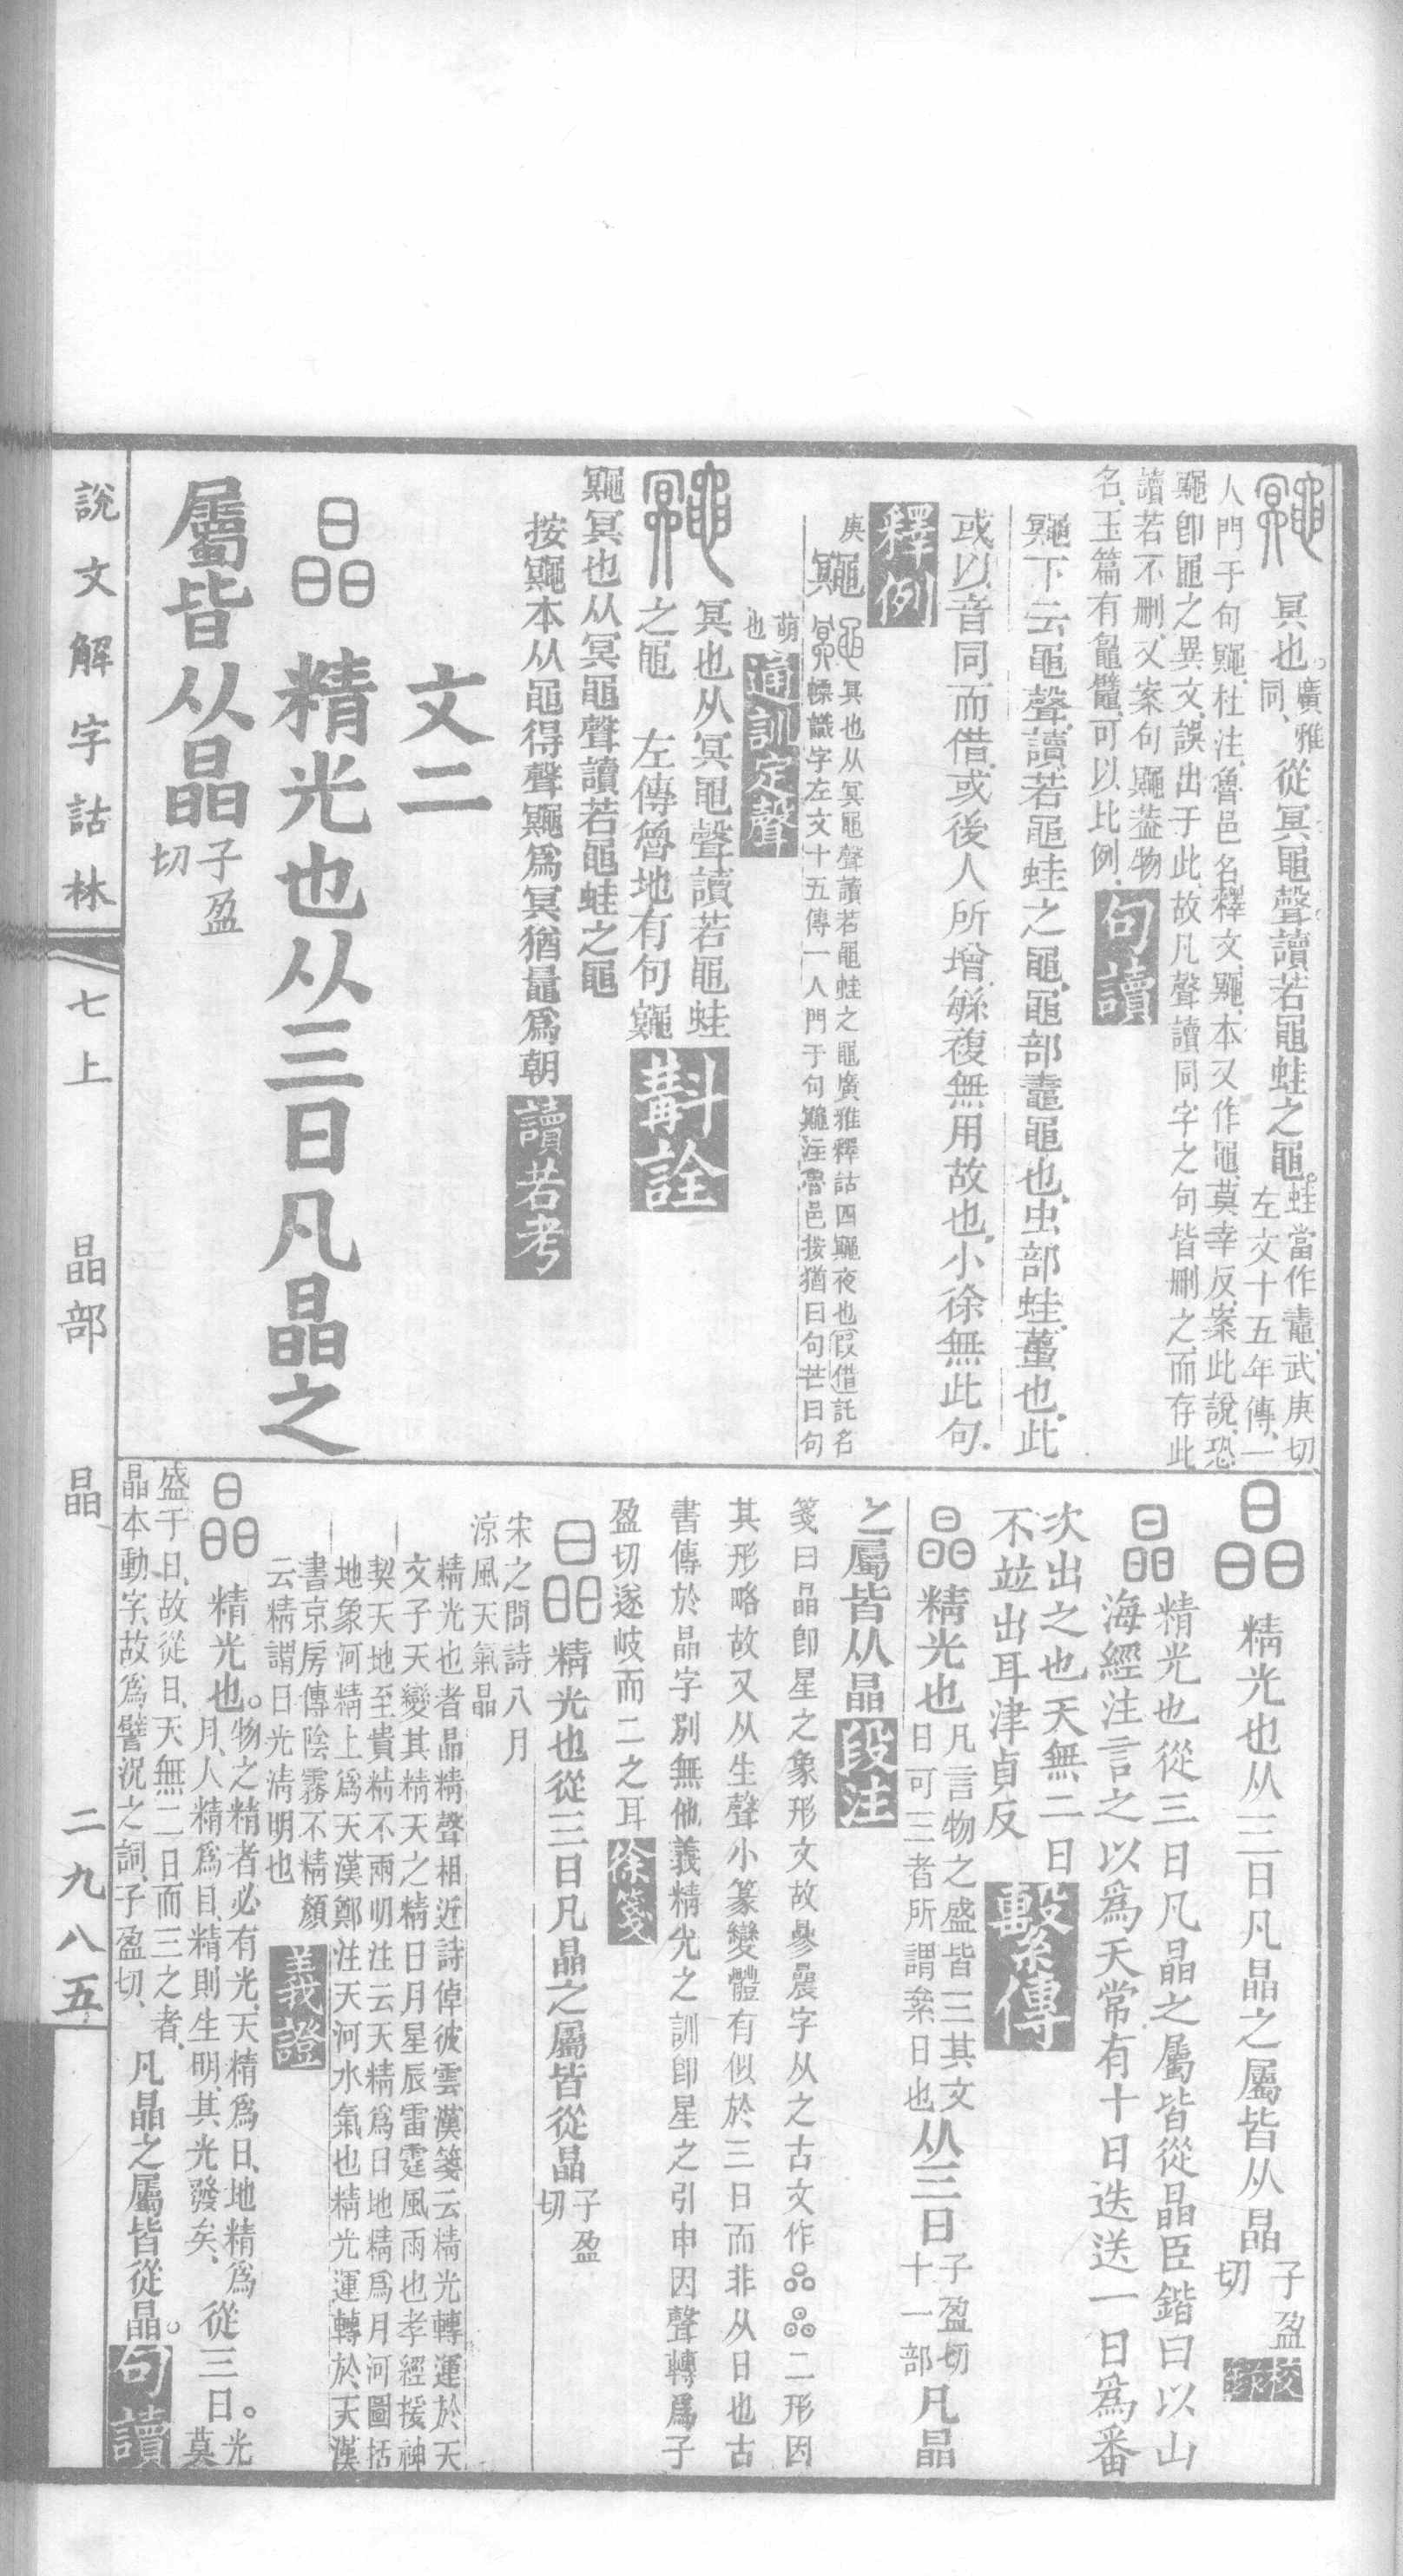 冥也。廣雅同、從冥黽聲讀若黽蛙之黽。蛙當作鼃、武庚切左文十五年傳、一
人門于句鼆、杜注、魯邑名釋文、鼆、本又作黽、莫幸反、案此說、恐
鼆卽黽之異文、誤出于此、故凡聲讀同字之句皆刪之、而存此
讀若不刪、又案句鼆葢物
名、玉篇有可以比例、句讀
鼆下云黽聲、讀若黽蛙之黽、黽部鼃黽也、虫部蛙、蠆也、此
或以音同而借、或後人所增、緐複無用故也、小徐無此句、
釋例
鼆冥也从冥黽聲讀若黽蛙之黽廣雅釋詁四鼆夜也叚借託名
幖識字左文十五傳一人門于句鼆注魯邑按猶曰句芒曰句
萌也通訓定聲
冥也从冥黽聲讀若黽蛙
之黽 左傳魯地有句鼆斠詮
鼆冥也从冥黽聲讀若黽蛙之黽
按鼆本从黽得聲鼆爲冥猶鼂爲朝讀若考
文二
晶精光也从三日凡晶之
屬皆从晶子盈切
說文解字詁林 七上 晶部 晶 二九八五
晶精光也从三日凡晶之屬皆从晶子盈切校錄
晶精光也從三日凡晶之屬皆從晶臣鍇曰以山
海經注言之以爲天常有十日迭送一日爲番
次出之也天無二日
不竝出耳津貞反繫傳
晶精光也凡言物之盛皆三其文日可三者所謂絫日也从三日子盈切十一部凡晶
之屬皆从晶段注
箋曰晶卽星之象形文故曑曟字从之古文作二形因
其形略故又从生聲小篆變體有似於三日而非从日也古
書傳於晶字別無他義精光之訓卽星之引申因聲轉爲子
盈切遂岐而二之耳徐箋
晶精光也從三日凡晶之屬皆從晶子盈切
宋之問詩八月
涼風天氣晶
精光也者晶精聲相近詩倬彼雲漢箋云精光轉運於天
文子天變其精天之精日月星辰雷霆風雨也孝經援神
契天地至貴精不兩明注云天精爲日地精爲月河圖括
地象河精上爲天漢鄭注天河水氣也精光運轉於天漢
書京房傳陰霧不精顏
云精謂日光淸明也義證
晶精光也。物之精者必有光、天精爲日、地精爲月、人精爲目、精則生明、其光發矣、從三日。光莫
盛于日、故從日、天無二日而三之者、晶本動字、故爲譬況之詞、子盈切、凡晶之屬皆從晶。句讀